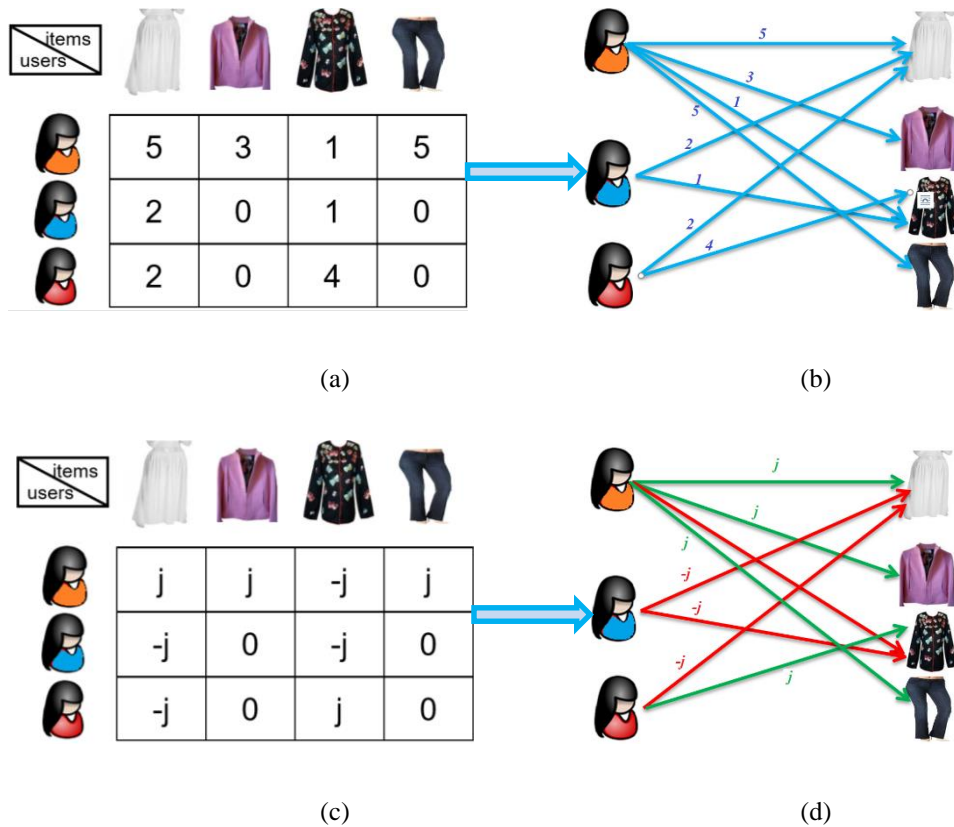 items
users
5 3 1 5
2 0 1 0
2 0 4 0
5
3
1
5
2
1
2
4
(a) (b)
items
users
j j -j j
-j 0 -j 0
-j 0 j 0
j
j
j
-j
-j
-j
j
(c) (d)